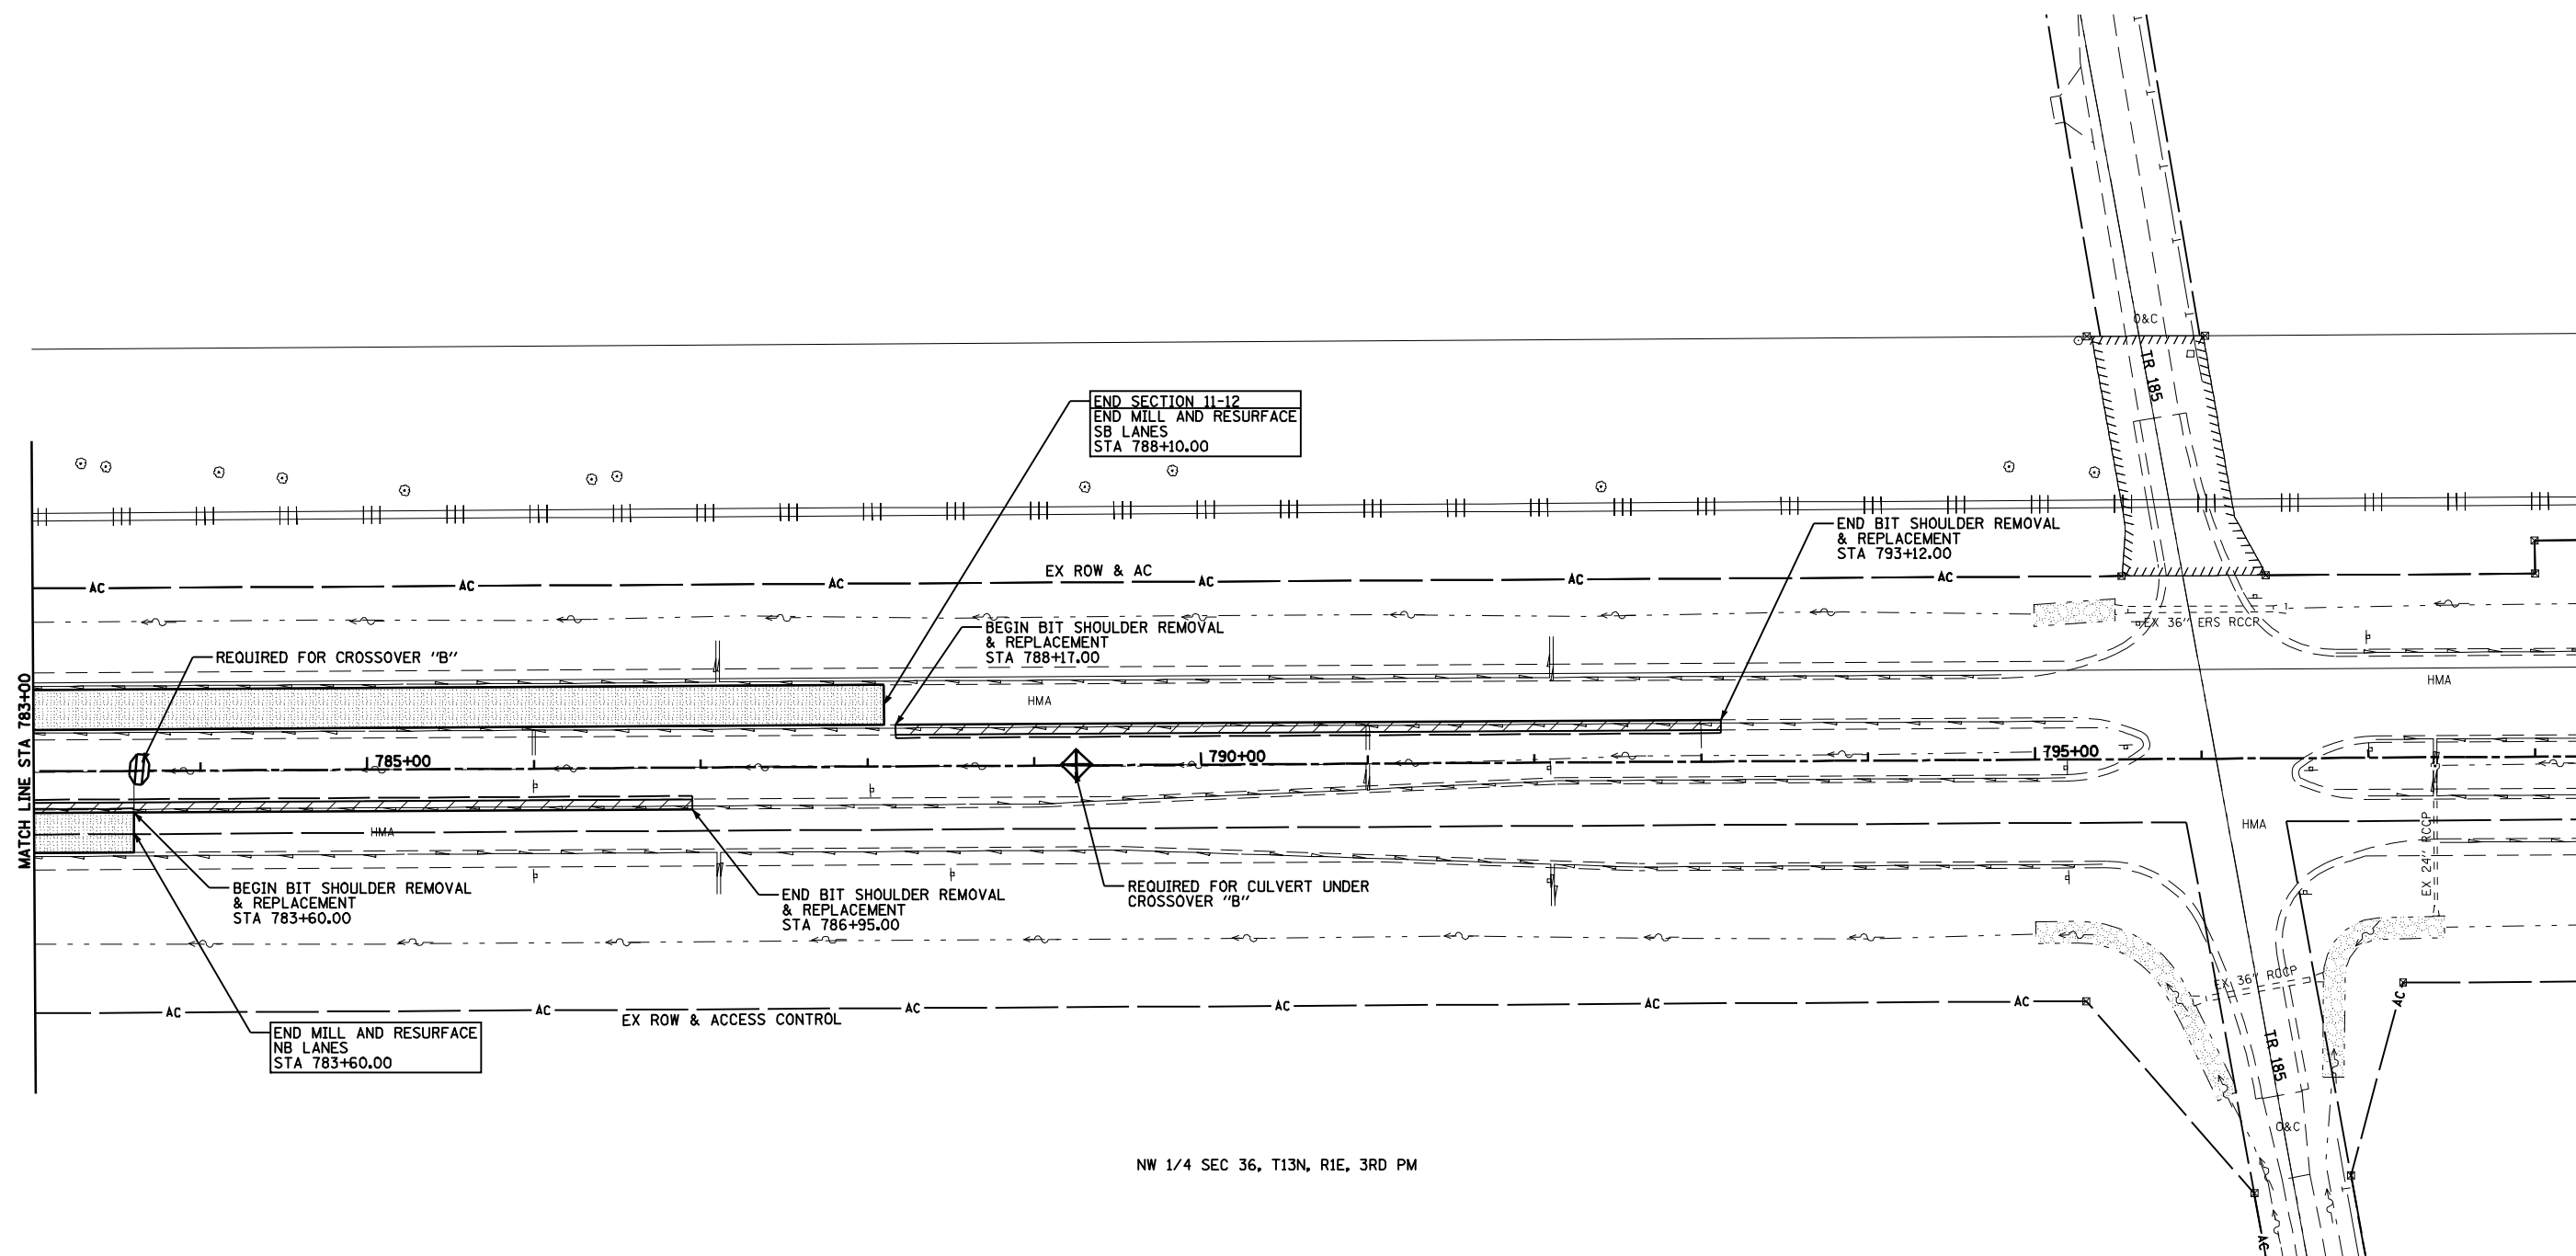 O&C
TR 185
END SECTION 11-12
END MILL AND RESURFACE
SB LANES
STA 788+10.00
END BIT SHOULDER REMOVAL
& REPLACEMENT
STA 793+12.00
EX ROW & AC
AC
AC
AC
AC
AC
AC
EX 36" ERS RCCP
BEGIN BIT SHOULDER REMOVAL
& REPLACEMENT
STA 788+17.00
REQUIRED FOR CROSSOVER "B"
MATCH LINE STA 783+00
HMA
HMA
785+00
790+00
795+00
HMA
HMA
EX 24" RCCP
BEGIN BIT SHOULDER REMOVAL
& REPLACEMENT
STA 783+60.00
END BIT SHOULDER REMOVAL
& REPLACEMENT
STA 786+95.00
REQUIRED FOR CULVERT UNDER
CROSSOVER "B"
EX 36" RCCP
AC
AC
AC
AC
AC
AC
AC
EX ROW & ACCESS CONTROL
END MILL AND RESURFACE
NB LANES
STA 783+60.00
TR 185
O&C
NW 1/4 SEC 36, T13N, R1E, 3RD PM
AC